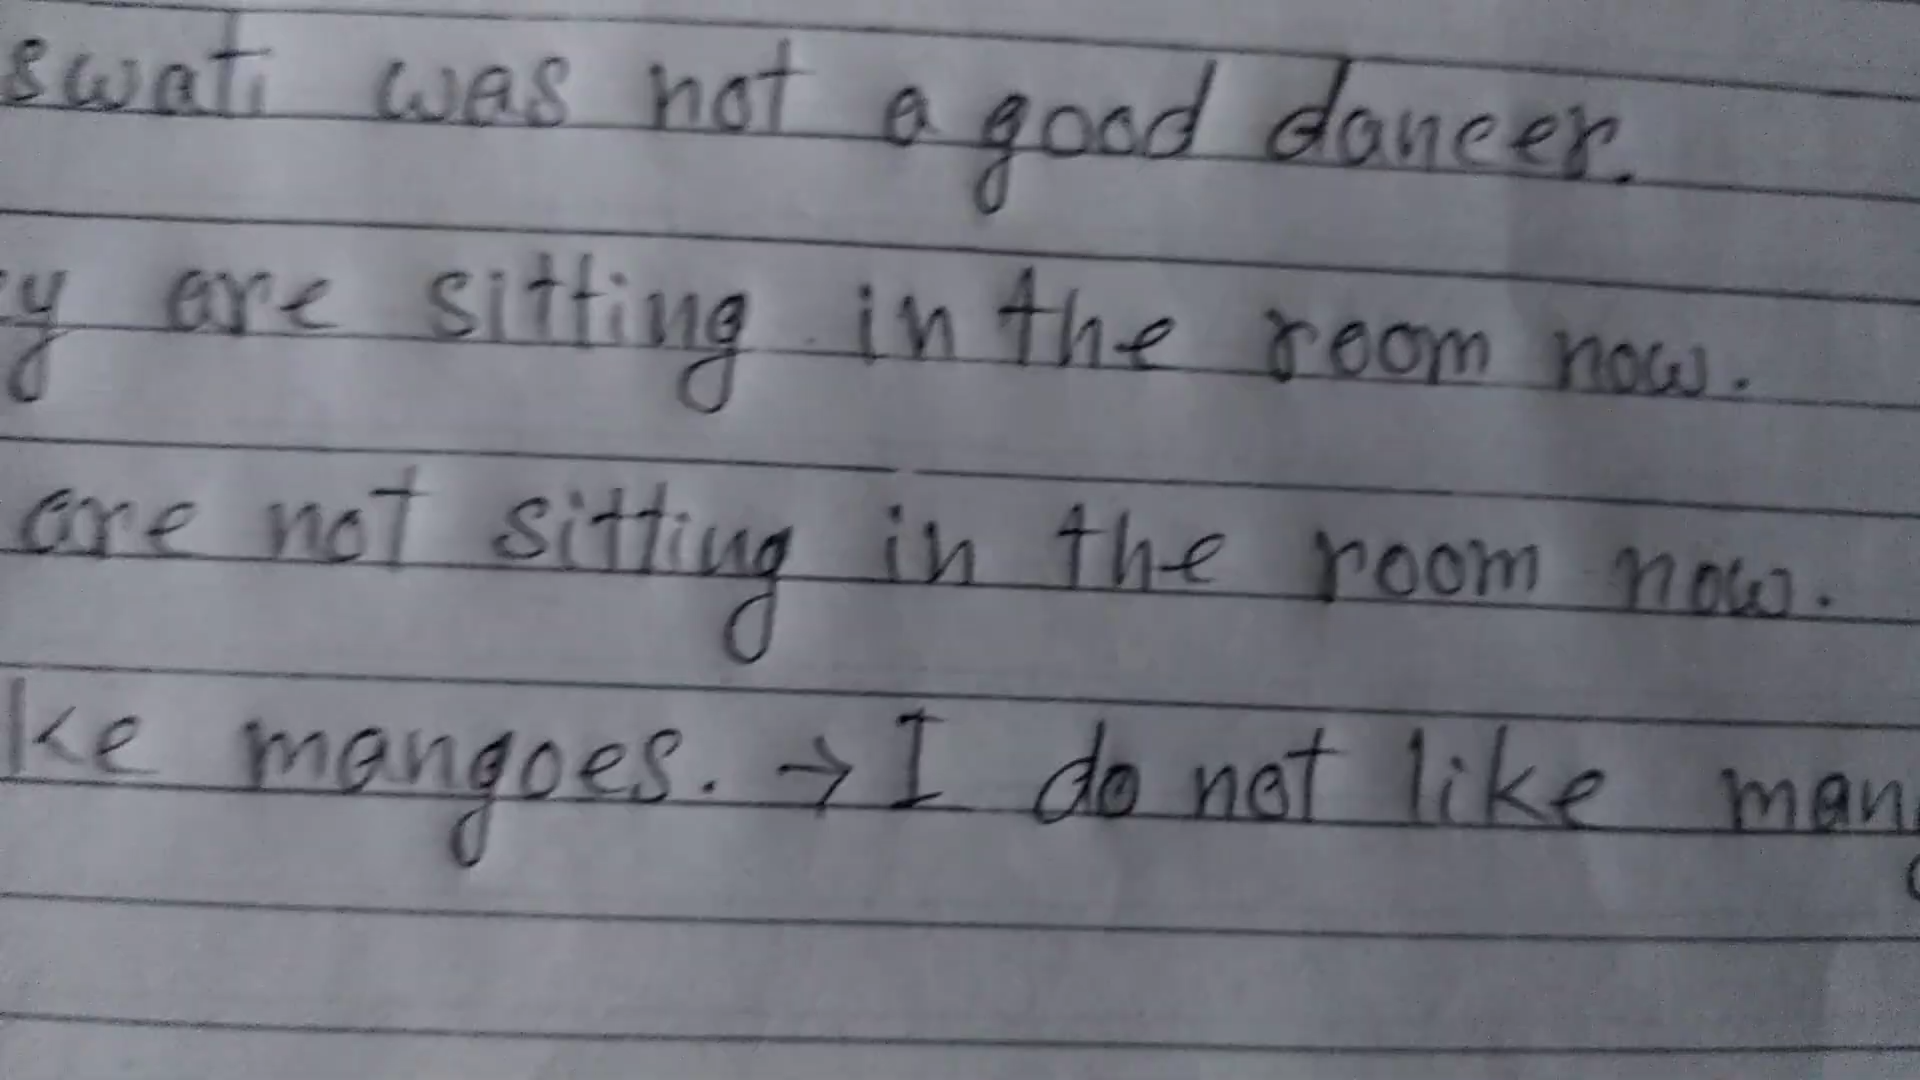 swati was not a good dancer.
ey are sitting in the room now.
are not sitting in the room now.
ke mangoes. → I do not like man